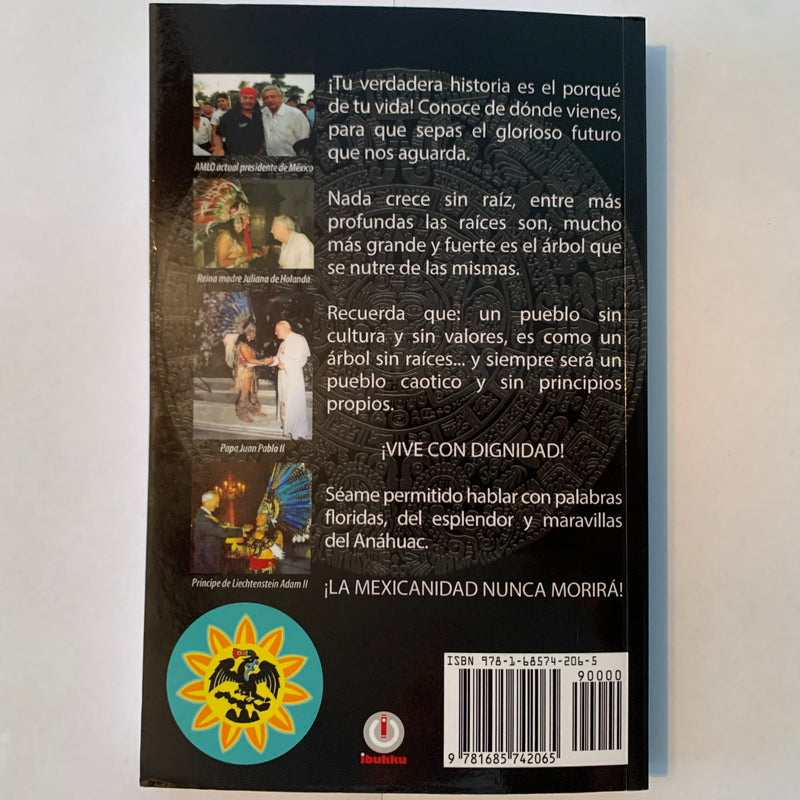 ¡Tu verdadera historia es el porqué
de tu vida! Conoce de dónde vienes,
para que sepas el glorioso futuro
que nos aguarda.
AMLO actual presidente de México
Nada crece sin raíz, entre más
profundas las raíces son, mucho
más grande y fuerte es el árbol que
se nutre de las mismas.
Reina madre Juliana de Holanda
Recuerda que: un pueblo sin
cultura y sin valores, es como un
árbol sin raíces... y siempre será un
pueblo caotico y sin principios
propios.
Papa Juan Pablo II
¡VIVE CON DIGNIDAD!
Séame permitido hablar con palabras
floridas, del esplendor y maravillas
del Anáhuac.
Príncipe de Liechtenstein Adam II
¡LA MEXICANIDAD NUNCA MORIRÁ!
ISBN 978-1-68574-206-5
90000
9 781685 742065
ibukku